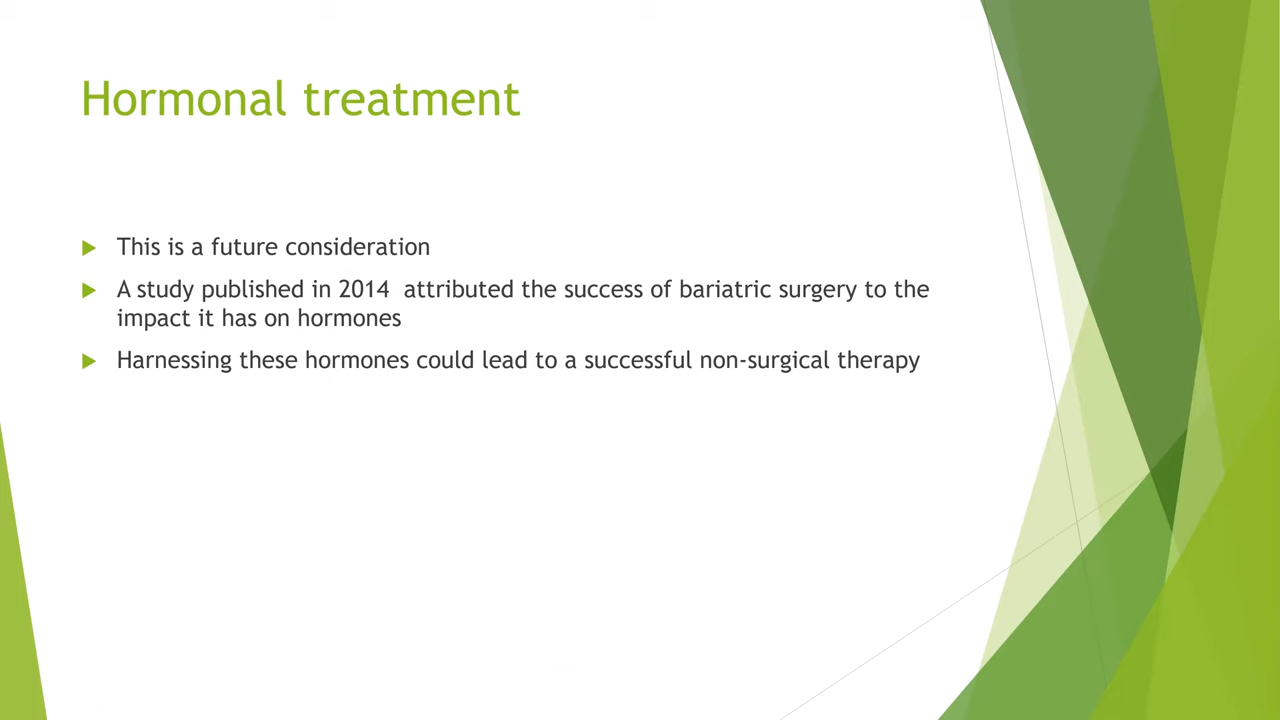 Hormonal treatment
This is a future consideration
A study published in 2014  attributed the success of bariatric surgery to the
impact it has on hormones
Harnessing these hormones could lead to a successful non-surgical therapy